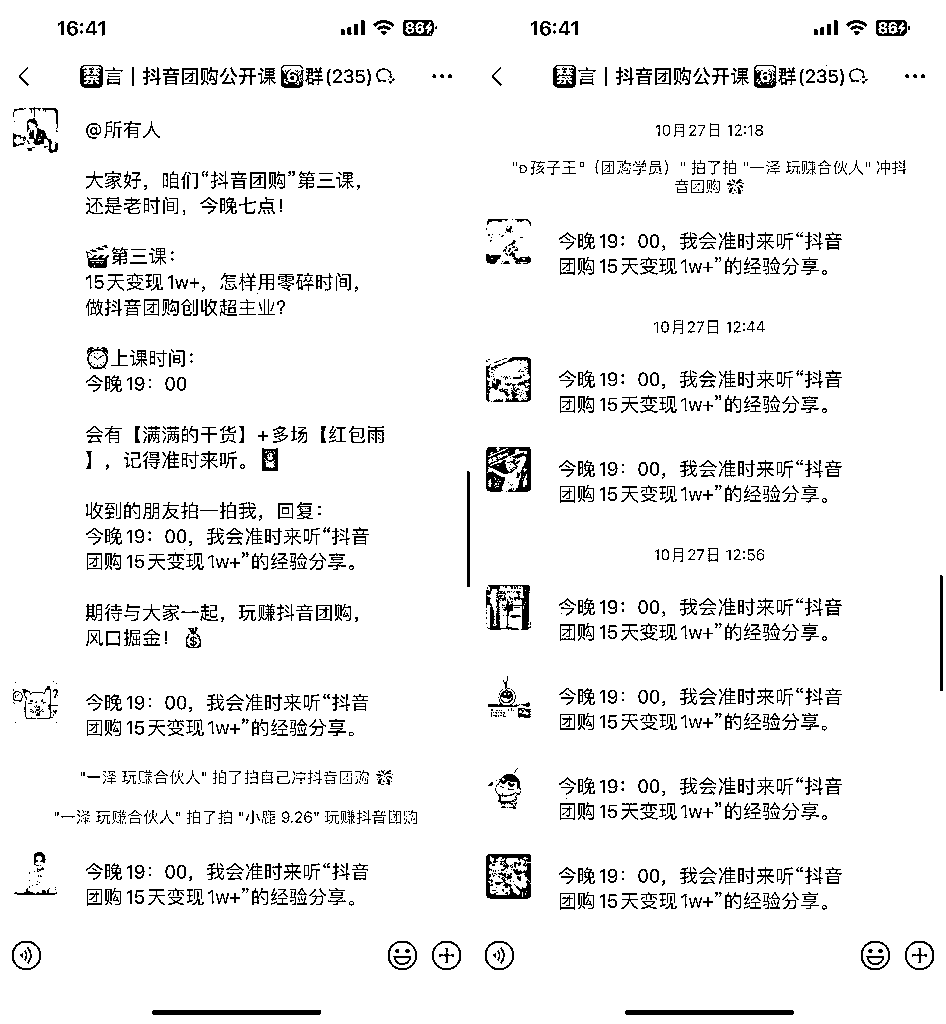 16:41
86
禁言丨抖音团购公开课6群(235)
@所有人
大家好，咱们“抖音团购”第三课，
还是老时间，今晚七点！
第三课：
15天变现1w+，怎样用零碎时间，
做抖音团购创收超主业？
上课时间：
今晚19：00
会有【满满的干货】+多场【红包雨
】，记得准时来听。
收到的朋友拍一拍我，回复：
今晚19：00，我会准时来听“抖音
团购15天变现1w+”的经验分享。
期待与大家一起，玩赚抖音团购，
风口掘金！
今晚19：00，我会准时来听“抖音
团购15天变现1w+”的经验分享。
"一泽 玩赚合伙人" 拍了拍自己冲抖音团购
"一泽 玩赚合伙人" 拍了拍 "小鹿 9.26" 玩赚抖音团购
今晚19：00，我会准时来听“抖音
团购15天变现1w+”的经验分享。
16:41
86
禁言丨抖音团购公开课6群(235)
10月27日 12:18
"ם孩子王°（团购学员）" 拍了拍 "一泽 玩赚合伙人" 冲抖
音团购
今晚19：00，我会准时来听“抖音
团购15天变现1w+”的经验分享。
10月27日 12:44
今晚19：00，我会准时来听“抖音
团购15天变现1w+”的经验分享。
今晚19：00，我会准时来听“抖音
团购15天变现1w+”的经验分享。
10月27日 12:56
今晚19：00，我会准时来听“抖音
团购15天变现1w+”的经验分享。
今晚19：00，我会准时来听“抖音
团购15天变现1w+”的经验分享。
今晚19：00，我会准时来听“抖音
团购15天变现1w+”的经验分享。
今晚19：00，我会准时来听“抖音
团购15天变现1w+”的经验分享。